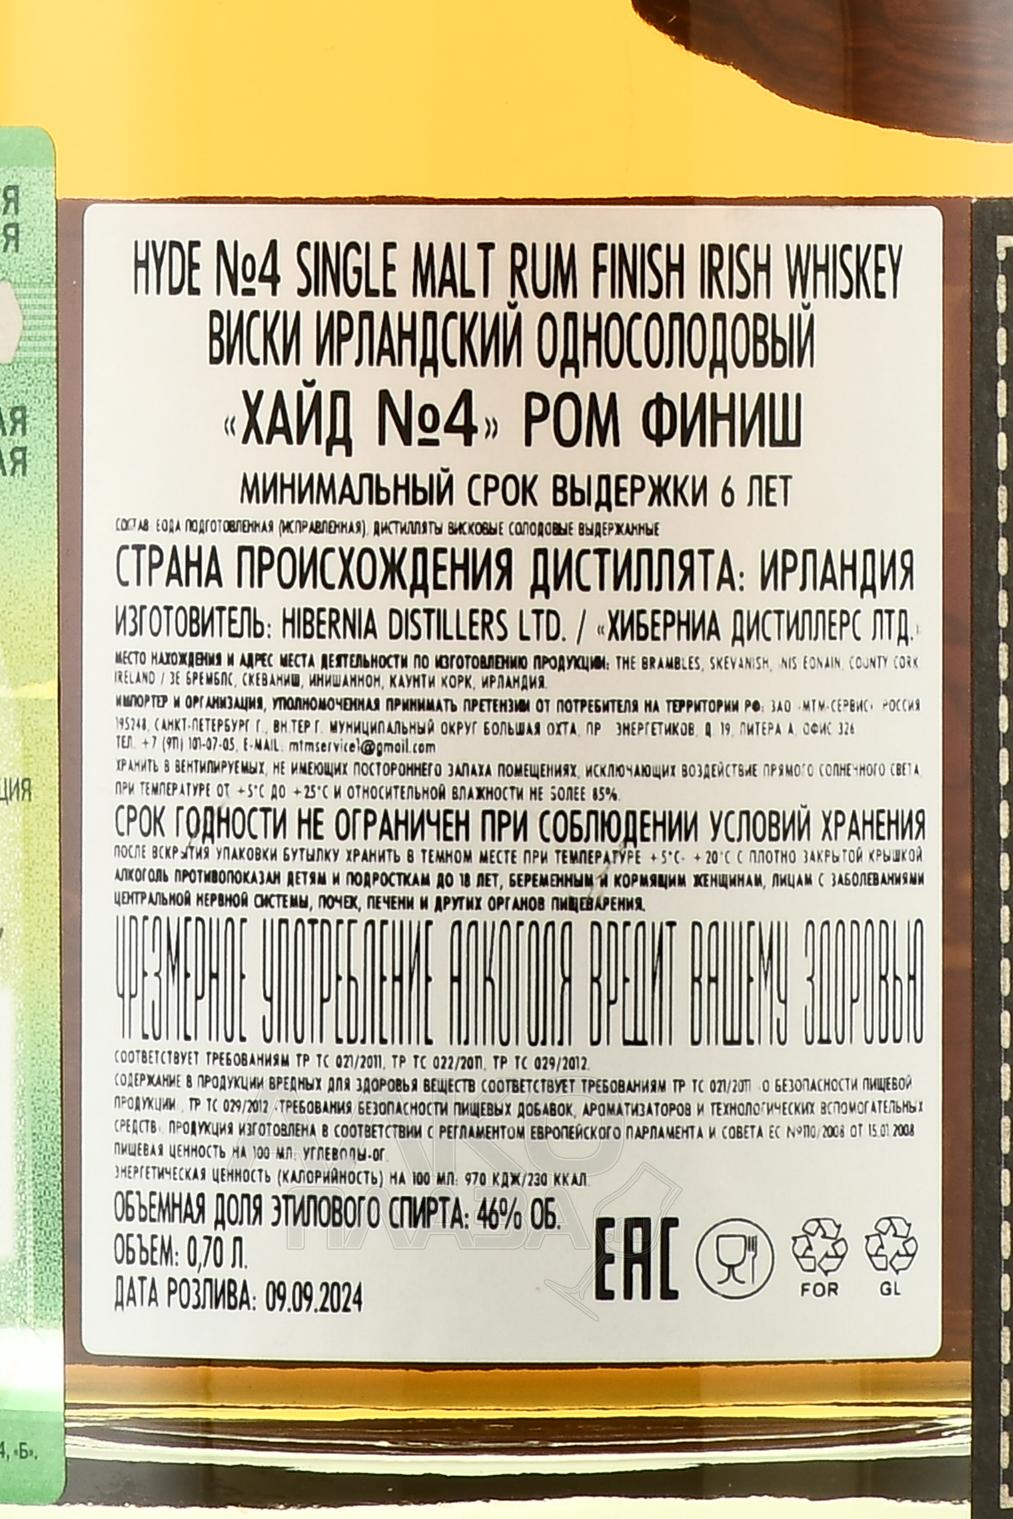 HYDE №4 SINGLE MALT RUM FINISH IRISH WHISKEY
ВИСКИ ИРЛАНДСКИЙ ОДНОСОЛОДОВЫЙ
«ХАЙД №4» РОМ ФИНИШ
МИНИМАЛЬНЫЙ СРОК ВЫДЕРЖКИ 6 ЛЕТ
СОСТАВ: ВОДА ПОДГОТОВЛЕННАЯ (ИСПРАВЛЕННАЯ), ДИСТИЛЛЯТЫ ВИСКОВЫЕ СОЛОДОВЫЕ ВЫДЕРЖАННЫЕ
СТРАНА ПРОИСХОЖДЕНИЯ ДИСТИЛЛЯТА: ИРЛАНДИЯ
ИЗГОТОВИТЕЛЬ: HIBERNIA DISTILLERS LTD. / «ХИБЕРНИА ДИСТИЛЛЕРС ЛТД.»
МЕСТО НАХОЖДЕНИЯ И АДРЕС МЕСТА ДЕЯТЕЛЬНОСТИ ПО ИЗГОТОВЛЕНИЮ ПРОДУКЦИИ: THE BRAMBLES, SKEVANISH, COUNTY CORK,
IRELAND / ЗЕ БРЕМБЛС, СКЕВАНИШ, ИНИШАННОН, КАУНТИ КОРК, ИРЛАНДИЯ.
ИМПОРТЕР И ОРГАНИЗАЦИЯ, УПОЛНОМОЧЕННАЯ ПРИНИМАТЬ ПРЕТЕНЗИИ ОТ ПОТРЕБИТЕЛЯ НА ТЕРРИТОРИИ РФ: ЗАО «МТМ-СЕРВИС» РОССИЯ
195248, САНКТ-ПЕТЕРБУРГ Г., ВН.ТЕР.Г. МУНИЦИПАЛЬНЫЙ ОКРУГ БОЛЬШАЯ ОХТА, ПР. ЭНЕРГЕТИКОВ, Д. 19, ЛИТЕРА А, ОФИС 326
ТЕЛ. +7 (911) 101-07-05, E-MAIL: mtmservice1@gmail.com
ХРАНИТЬ В ВЕНТИЛИРУЕМЫХ, НЕ ИМЕЮЩИХ ПОСТОРОННЕГО ЗАПАХА ПОМЕЩЕНИЯХ, ИСКЛЮЧАЮЩИХ ВОЗДЕЙСТВИЕ ПРЯМОГО СОЛНЕЧНОГО СВЕТА,
ПРИ ТЕМПЕРАТУРЕ ОТ +5°С ДО +25°С И ОТНОСИТЕЛЬНОЙ ВЛАЖНОСТИ НЕ БОЛЕЕ 85%.
СРОК ГОДНОСТИ НЕ ОГРАНИЧЕН ПРИ СОБЛЮДЕНИИ УСЛОВИЙ ХРАНЕНИЯ
ПОСЛЕ ВСКРЫТИЯ УПАКОВКИ БУТЫЛКУ ХРАНИТЬ В ТЕМНОМ МЕСТЕ ПРИ ТЕМПЕРАТУРЕ +5°С- +20°С С ПЛОТНО ЗАКРЫТОЙ КРЫШКОЙ.
АЛКОГОЛЬ ПРОТИВОПОКАЗАН ДЕТЯМ И ПОДРОСТКАМ ДО 18 ЛЕТ, БЕРЕМЕННЫМ И КОРМЯЩИМ ЖЕНЩИНАМ, ЛИЦАМ С ЗАБОЛЕВАНИЯМИ
ЦЕНТРАЛЬНОЙ НЕРВНОЙ СИСТЕМЫ, ПОЧЕК, ПЕЧЕНИ И ДРУГИХ ОРГАНОВ ПИЩЕВАРЕНИЯ.
ЧРЕЗМЕРНОЕ УПОТРЕБЛЕНИЕ АЛКОГОЛЯ ВРЕДИТ ВАШЕМУ ЗДОРОВЬЮ
СООТВЕТСТВУЕТ ТРЕБОВАНИЯМ ТР ТС 021/2011, ТР ТС 022/2011, ТР ТС 029/2012.
СОДЕРЖАНИЕ В ПРОДУКЦИИ ВРЕДНЫХ ДЛЯ ЗДОРОВЬЯ ВЕЩЕСТВ СООТВЕТСТВУЕТ ТРЕБОВАНИЯМ ТР ТС 021/2011 «О БЕЗОПАСНОСТИ ПИЩЕВОЙ
ПРОДУКЦИИ», ТР ТС 029/2012 «ТРЕБОВАНИЯ БЕЗОПАСНОСТИ ПИЩЕВЫХ ДОБАВОК, АРОМАТИЗАТОРОВ И ТЕХНОЛОГИЧЕСКИХ ВСПОМОГАТЕЛЬНЫХ
СРЕДСТВ». ПРОДУКЦИЯ ИЗГОТОВЛЕНА В СООТВЕТСТВИИ С РЕГЛАМЕНТОМ ЕВРОПЕЙСКОГО ПАРЛАМЕНТА И СОВЕТА ЕС №110/2008 ОТ 15.01.2008
ПИЩЕВАЯ ЦЕННОСТЬ НА 100 МЛ: УГЛЕВОДЫ-0Г.
ЭНЕРГЕТИЧЕСКАЯ ЦЕННОСТЬ (КАЛОРИЙНОСТЬ) НА 100 МЛ: 970 КДЖ/230 ККАЛ.
ОБЪЕМНАЯ ДОЛЯ ЭТИЛОВОГО СПИРТА: 46% ОБ.
ОБЪЕМ: 0,70 Л.
ДАТА РОЗЛИВА: 09.09.2024
EAC
FOR GL
АЛКО
ПЛАЗА